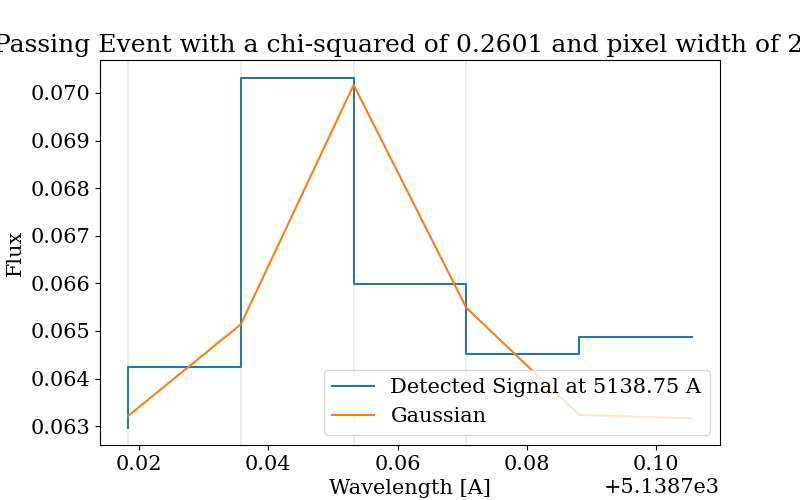 Passing Event with a chi-squared of 0.2601 and pixel width of 2
0.070
0.069
0.068
0.067
0.066
0.065
0.064
0.063
Flux
Detected Signal at 5138.75 A
Gaussian
0.02
0.04
0.06
0.08
0.10
Wavelength [A]
+5.1387e3